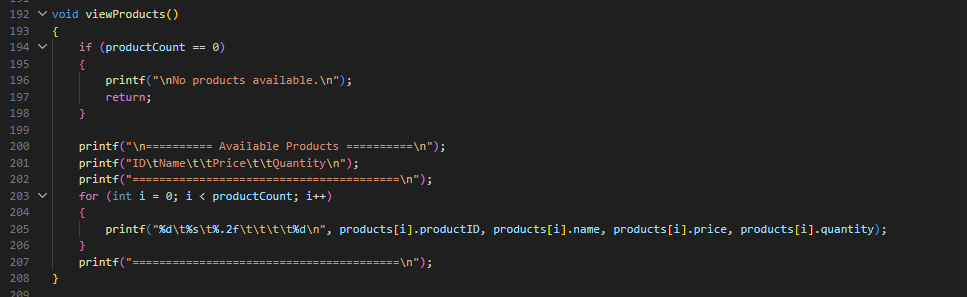 191
192 void viewProducts()
193 {
194 if (productCount == 0)
195 {
196 printf("\nNo products available.\n");
197 return;
198 }
199
200 printf("\n========== Available Products ==========\n");
201 printf("ID\tName\t\tPrice\t\tQuantity\n");
202 printf("========================================\n");
203 for (int i = 0; i < productCount; i++)
204 {
205 printf("%d\t%s\t%.2f\t\t\t\t%d\n", products[i].productID, products[i].name, products[i].price, products[i].quantity);
206 }
207 printf("========================================\n");
208 }
209